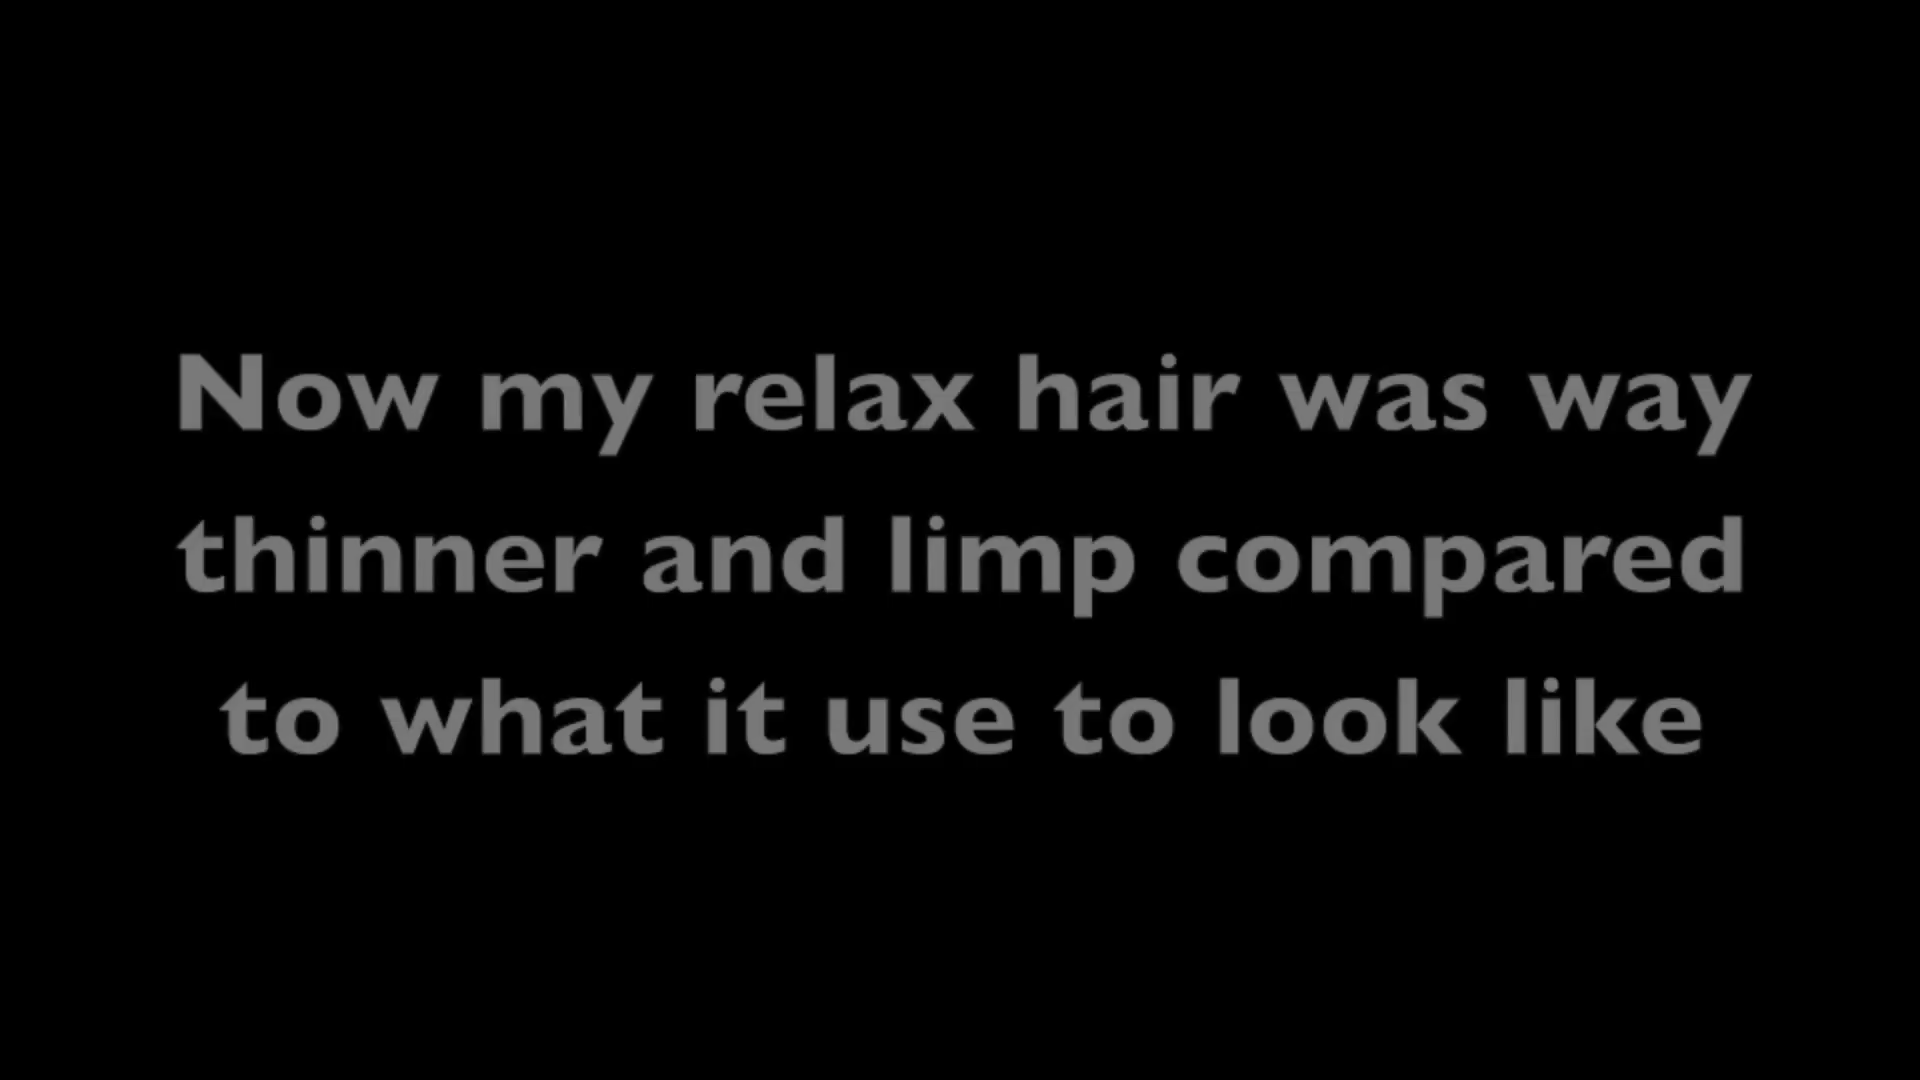 Now my relax hair was way
thinner and limp compared
to what it use to look like